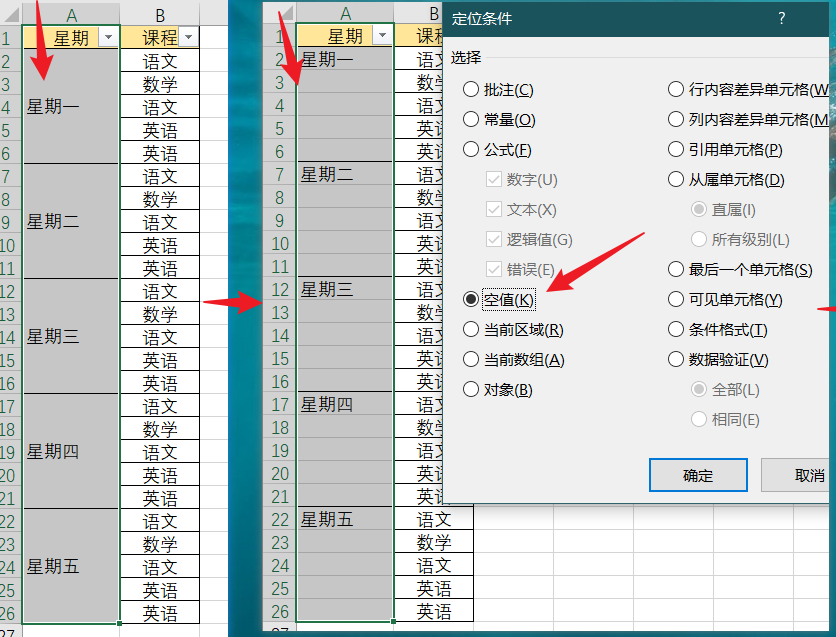 A B
1 星期 课程
2 语文
3 数学
4 星期一 语文
5 英语
6 英语
7 语文
8 数学
9 星期二 语文
10 英语
11 英语
12 语文
13 数学
14 星期三 语文
15 英语
16 英语
17 语文
18 数学
19 星期四 语文
20 英语
21 英语
22 语文
23 数学
24 星期五 语文
25 英语
26 英语
27
A B
1 星期 课程
2 星期一 语文
3 数学
4 语文
5 英语
6 英语
7 星期二 语文
8 数学
9 语文
10 英语
11 英语
12 星期三 语文
13 数学
14 语文
15 英语
16 英语
17 星期四 语文
18 数学
19 语文
20 英语
21 英语
22 星期五 语文
23 数学
24 语文
25 英语
26 英语
27
定位条件 ?
选择
批注(C) 行内容差异单元格(W
常量(O) 列内容差异单元格(M
公式(F) 引用单元格(P)
数字(U) 从属单元格(D)
文本(X) 直属(I)
逻辑值(G) 所有级别(L)
错误(E) 最后一个单元格(S)
空值(K) 可见单元格(Y)
当前区域(R) 条件格式(T)
当前数组(A) 数据验证(V)
对象(B) 全部(L)
相同(E)
确定 取消